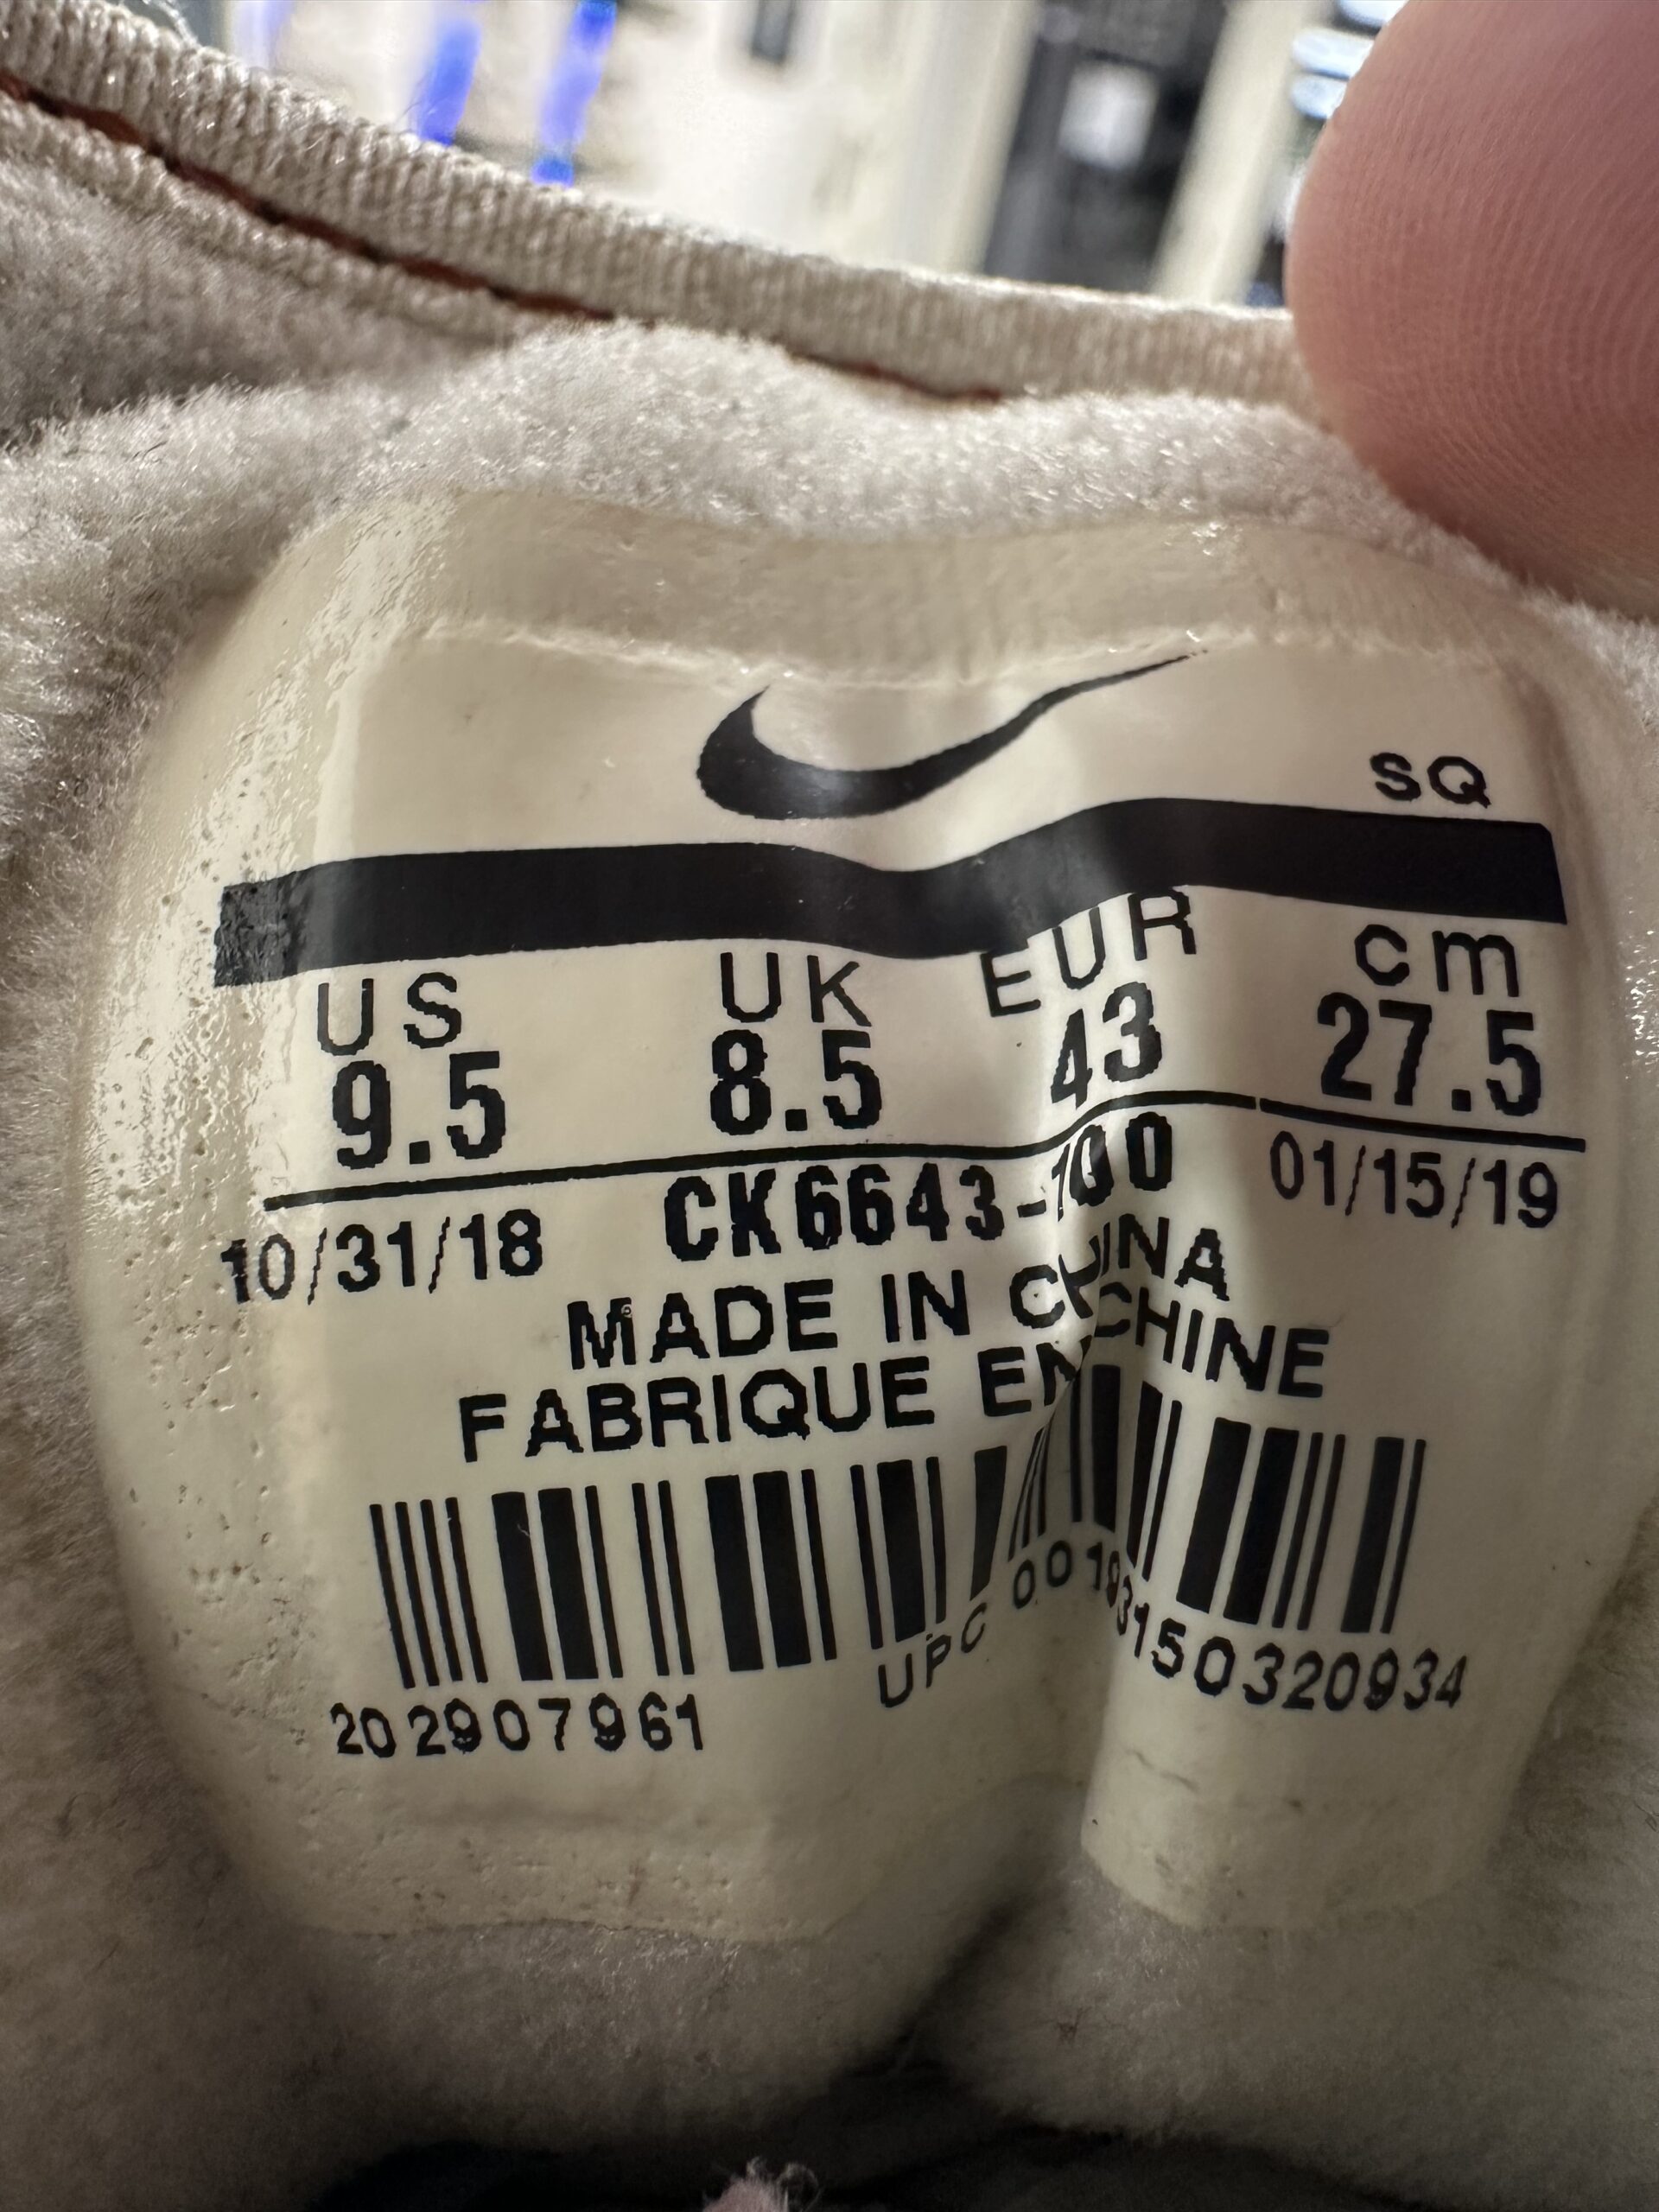 SQ
US UK EUR cm
9.5 8.5 43 27.5
10/31/18 CK6643-100 01/15/19
MADE IN CHINA
FABRIQUE EN CHINE
202907961 UPC 00193150320934